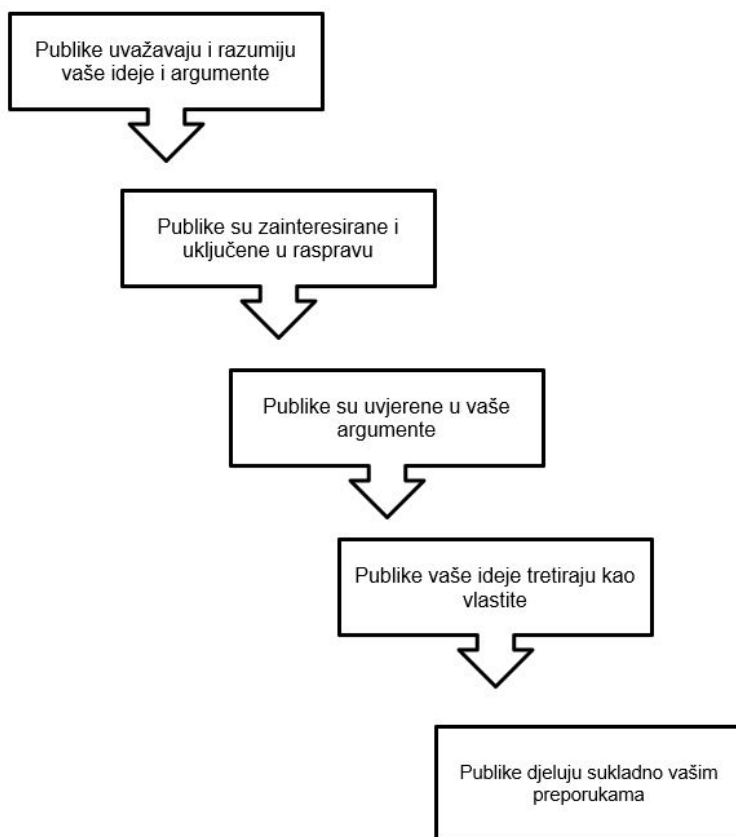 Publike uvažavaju i razumiju
vaše ideje i argumente
Publike su zainteresirane i
uključene u raspravu
Publike su uvjerene u vaše
argumente
Publike vaše ideje tretiraju kao
vlastite
Publike djeluju sukladno vašim
preporukama